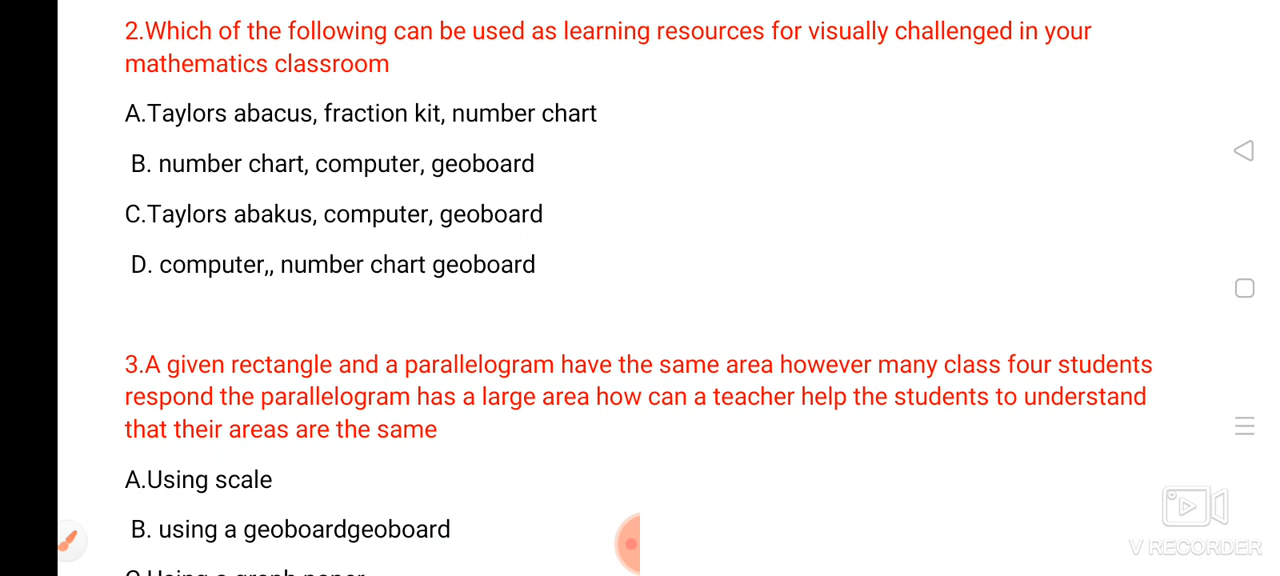 2.Which of the following can be used as learning resources for visually challenged in your
mathematics classroom
A.Taylors abacus, fraction kit, number chart
B. number chart, computer, geoboard
C.Taylors abakus, computer, geoboard
D. computer,, number chart geoboard
3.A given rectangle and a parallelogram have the same area however many class four students
respond the parallelogram has a large area how can a teacher help the students to understand
that their areas are the same
A.Using scale
B. using a geoboardgeoboard
C.Using a graph paper
V RECORDER